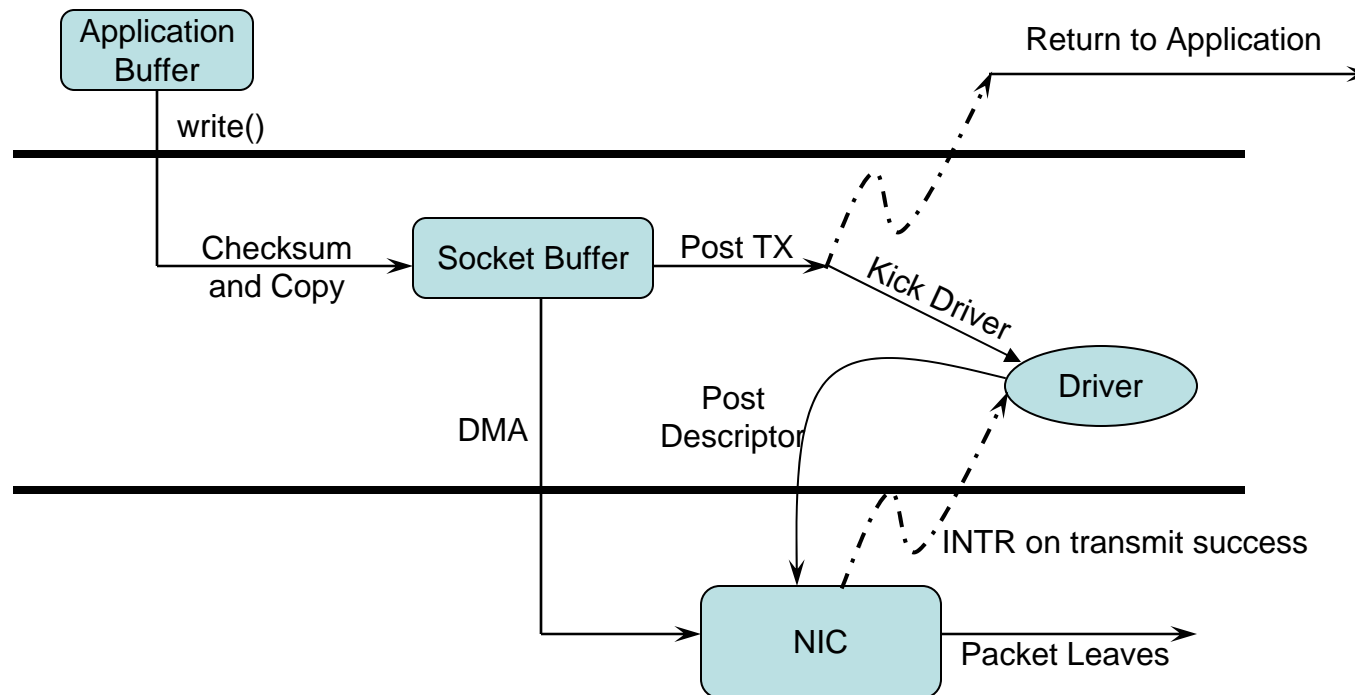 Application
Buffer
Return to Application
write()
Checksum
and Copy
Socket Buffer
Post TX
Kick Driver
Driver
Post
Descriptor
DMA
INTR on transmit success
NIC
Packet Leaves